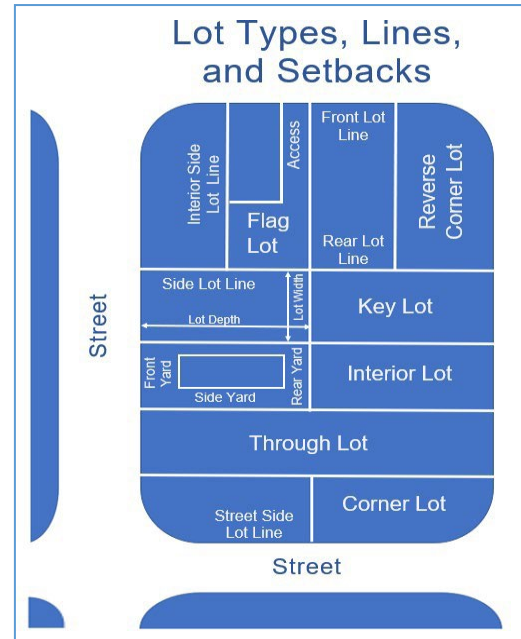 Lot Types, Lines,
and Setbacks
Interior Side
Lot Line
Access
Flag
Lot
Front Lot
Line
Rear Lot
Line
Reverse
Corner Lot
Street
Side Lot Line
Lot Width
Lot Depth
Key Lot
Front
Yard
Side Yard
Rear Yard
Interior Lot
Through Lot
Street Side
Lot Line
Corner Lot
Street